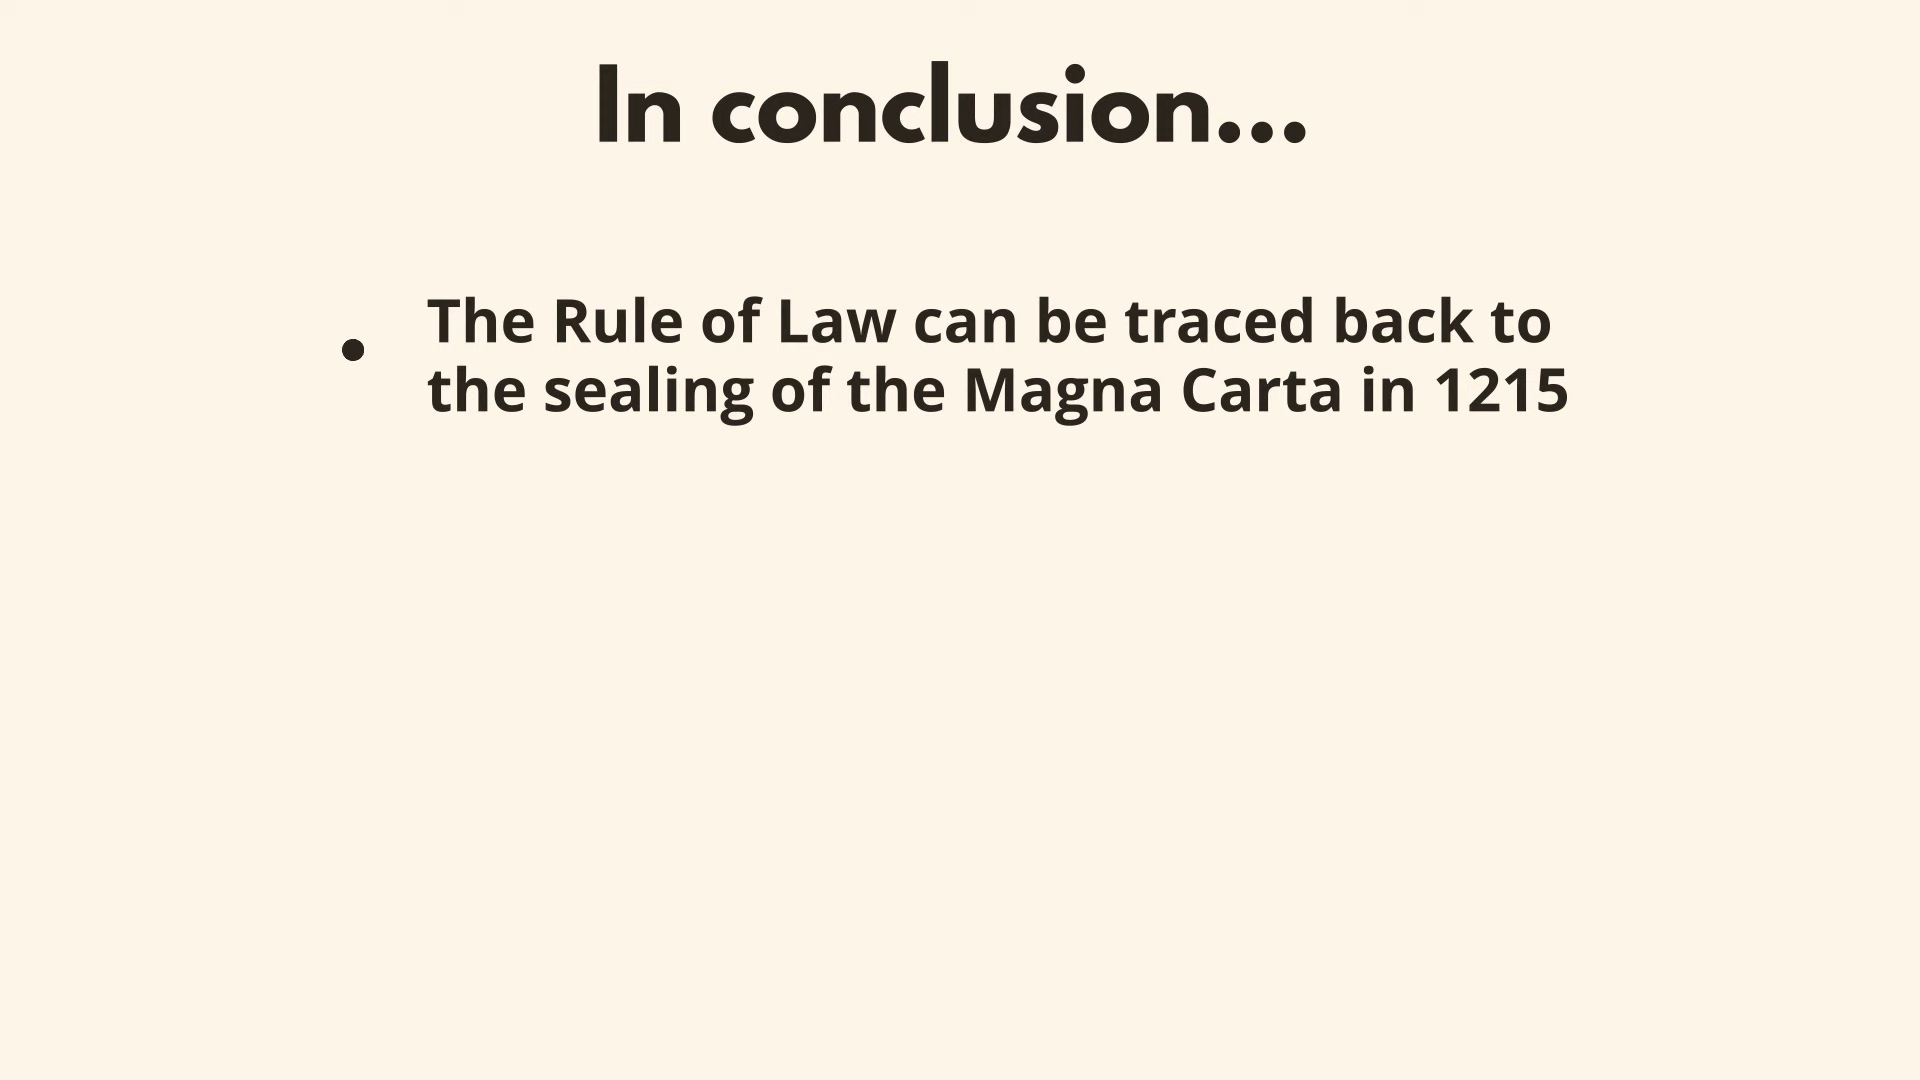 In conclusion...
• The Rule of Law can be traced back to
the sealing of the Magna Carta in 1215